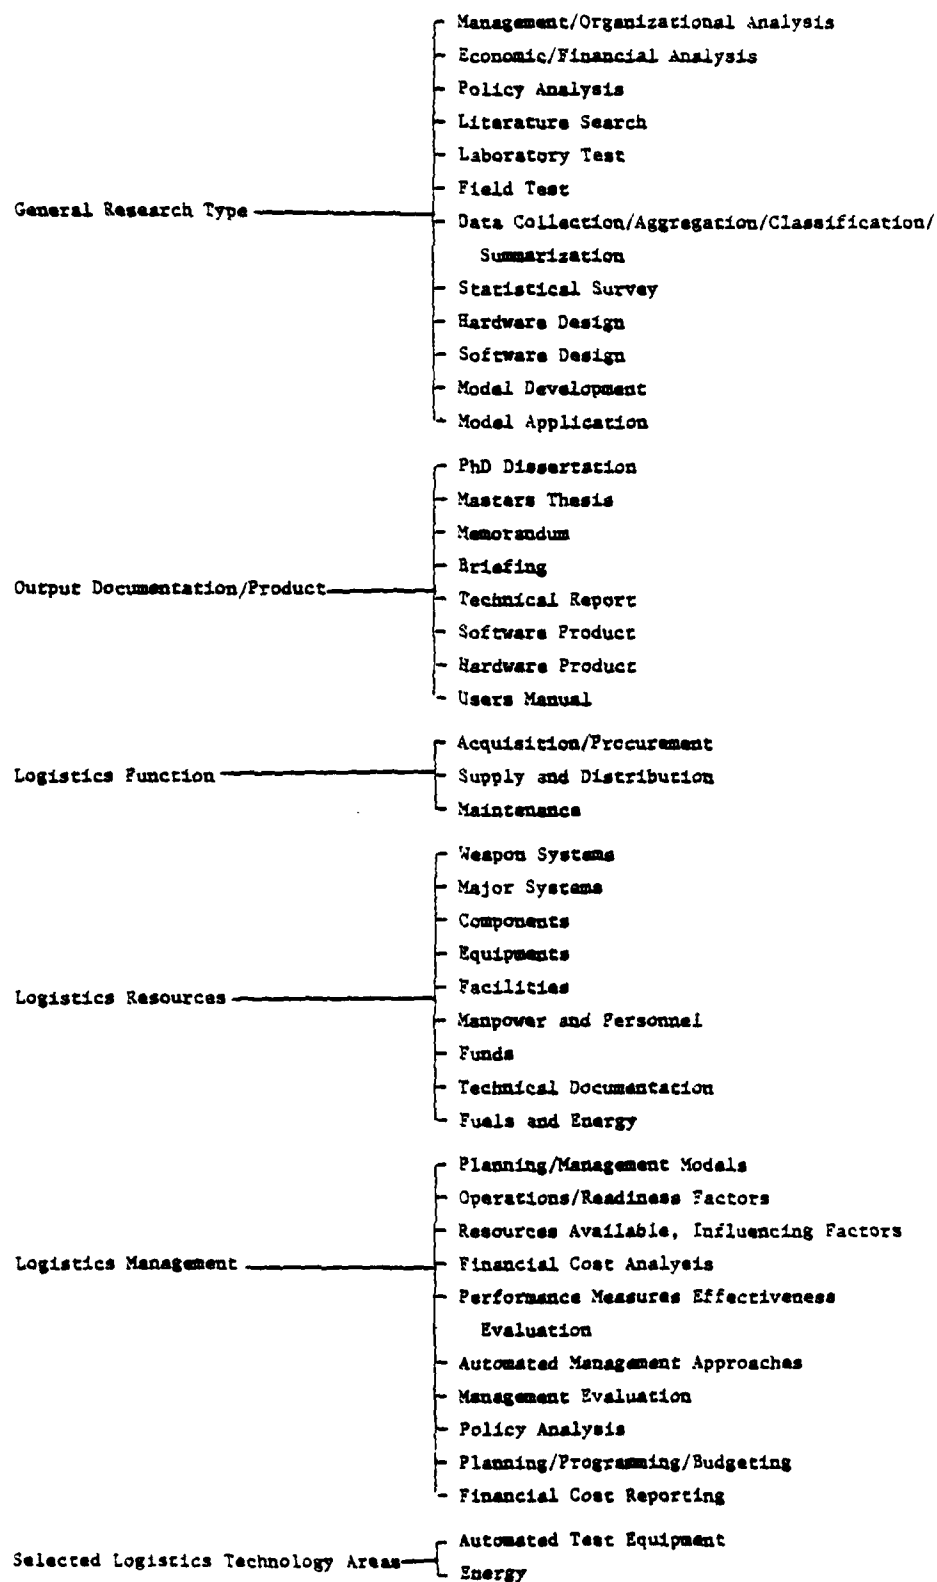 Management/Organizational Analysis
Economic/Financial Analysis
Policy Analysis
Literature Search
Laboratory Test
Field Test
General Research Type
Data Collection/Aggregation/Classification/
Summarization
Statistical Survey
Hardware Design
Software Design
Model Development
Model Application
PhD Dissertation
Masters Thesis
Memorandum
Briefing
Output Documentation/Product
Technical Report
Software Product
Hardware Product
Users Manual
Acquisition/Procurement
Logistics Function
Supply and Distribution
Maintenance
Weapon Systems
Major Systems
Components
Equipments
Facilities
Logistics Resources
Manpower and Personnel
Funds
Technical Documentation
Fuels and Energy
Planning/Management Models
Operations/Readiness Factors
Resources Available, Influencing Factors
Logistics Management
Financial Cost Analysis
Performance Measures Effectiveness
Evaluation
Automated Management Approaches
Management Evaluation
Policy Analysis
Planning/Programming/Budgeting
Financial Cost Reporting
Automated Test Equipment
Selected Logistics Technology Areas
Energy